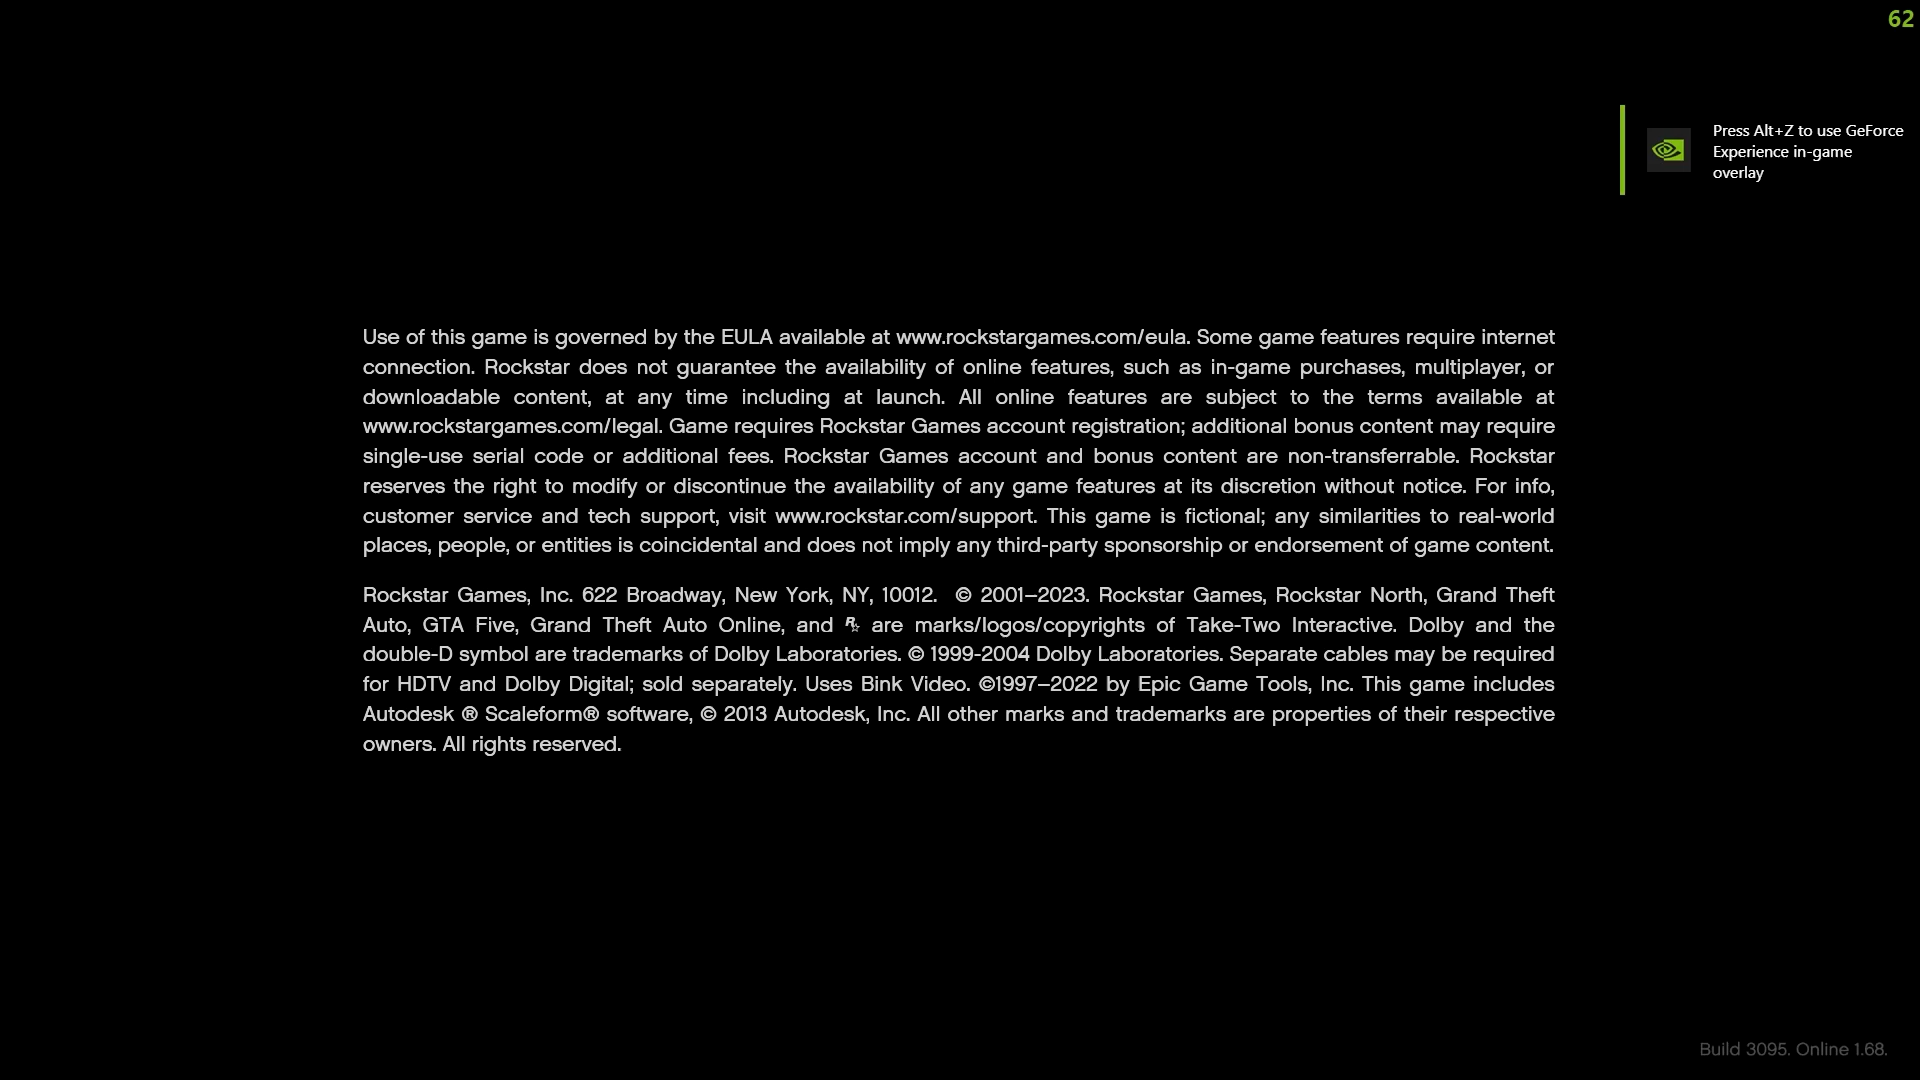 62
Press Alt+Z to use GeForce
Experience in-game
overlay
Use of this game is governed by the EULA available at www.rockstargames.com/eula. Some game features require internet
connection. Rockstar does not guarantee the availability of online features, such as in-game purchases, multiplayer, or
downloadable content, at any time including at launch. All online features are subject to the terms available at
www.rockstargames.com/legal. Game requires Rockstar Games account registration; additional bonus content may require
single-use serial code or additional fees. Rockstar Games account and bonus content are non-transferrable. Rockstar
reserves the right to modify or discontinue the availability of any game features at its discretion without notice. For info,
customer service and tech support, visit www.rockstar.com/support. This game is fictional; any similarities to real-world
places, people, or entities is coincidental and does not imply any third-party sponsorship or endorsement of game content.
Rockstar Games, Inc. 622 Broadway, New York, NY, 10012. © 2001–2023. Rockstar Games, Rockstar North, Grand Theft
Auto, GTA Five, Grand Theft Auto Online, and R☆ are marks/logos/copyrights of Take-Two Interactive. Dolby and the
double-D symbol are trademarks of Dolby Laboratories. © 1999-2004 Dolby Laboratories. Separate cables may be required
for HDTV and Dolby Digital; sold separately. Uses Bink Video. ©1997–2022 by Epic Game Tools, Inc. This game includes
Autodesk ® Scaleform® software, © 2013 Autodesk, Inc. All other marks and trademarks are properties of their respective
owners. All rights reserved.
Build 3095. Online 1.68.